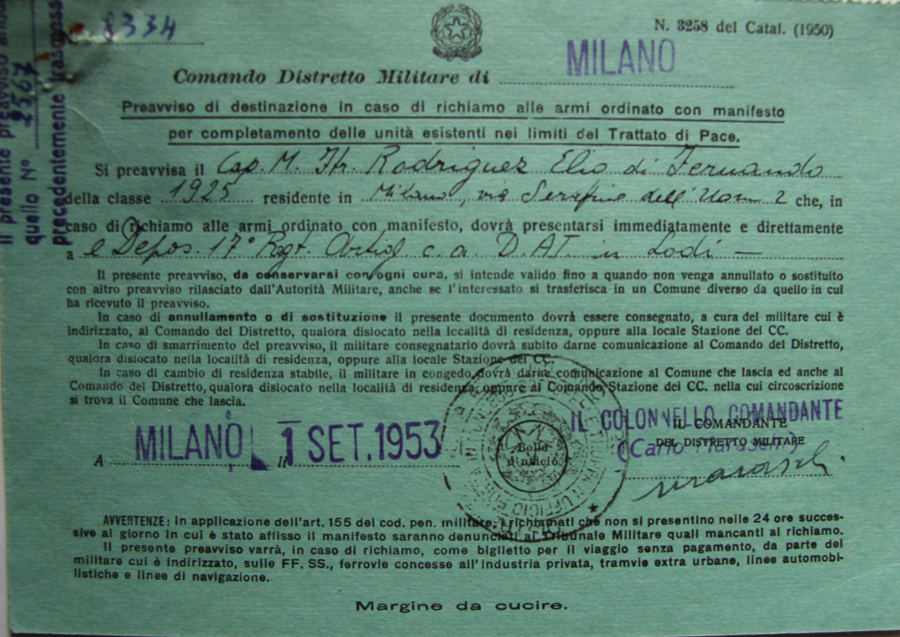 8334
N. 3258 del Catal. (1950)
Il presente preavviso
quello N° 2567
precedentemente trasmesso
Comando Distretto Militare di MILANO
Preavviso di destinazione in caso di richiamo alle armi ordinato con manifesto
per completamento delle unità esistenti nei limiti del Trattato di Pace.
Si preavvisa il Cap. M. Rodriguez Elio di Fernando
della classe 1925 residente in Milano, via Serafino dell'Uomo 2 che, in
caso di richiamo alle armi ordinato con manifesto, dovrà presentarsi immediatamente e direttamente
a Depos. 17° Rgt. Artigl. c. a. D.A.T. in Lodi —
Il presente preavviso, da conservarsi con ogni cura, si intende valido fino a quando non venga annullato o sostituito
con altro preavviso rilasciato dall'Autorità Militare, anche se l'interessato si trasferisca in un Comune diverso da quello in cui
ha ricevuto il preavviso.
In caso di annullamento o di sostituzione il presente documento dovrà essere consegnato, a cura del militare cui è
indirizzato, al Comando del Distretto, qualora dislocato nella località di residenza, oppure alla locale Stazione dei CC.
In caso di smarrimento del preavviso, il militare consegnatario dovrà subito darne comunicazione al Comando di Distretto,
qualora dislocato nella località di residenza, oppure alla locale Stazione dei CC.
In caso di cambio di residenza stabile, il militare in congedo dovrà darne comunicazione al Comune che lascia ed anche al
Comando del Distretto, qualora dislocato nella località di residenza, oppure al Comando Stazione dei CC. nella cui circoscrizione
si trova il Comune che lascia.
A MILANO li 1 SET. 1953
Bollo
d'ufficio
IL COLONNELLO COMANDANTE
IL COMANDANTE
DEL DISTRETTO MILITARE
(Carlo
AVVERTENZE: In applicazione dell'art. 155 del cod. pen. militare, i richiamati che non si presentino nelle 24 ore succes-
sive al giorno in cui è stato affisso il manifesto saranno denunciati al Tribunale Militare quali mancanti al richiamo.
Il presente preavviso varrà, in caso di richiamo, come biglietto per il viaggio senza pagamento, da parte del
militare cui è indirizzato, sulle FF. SS., ferrovie concesse all'industria privata, tramvie extra urbane, linee automobi-
listiche e linee di navigazione.
Margine da cucire.